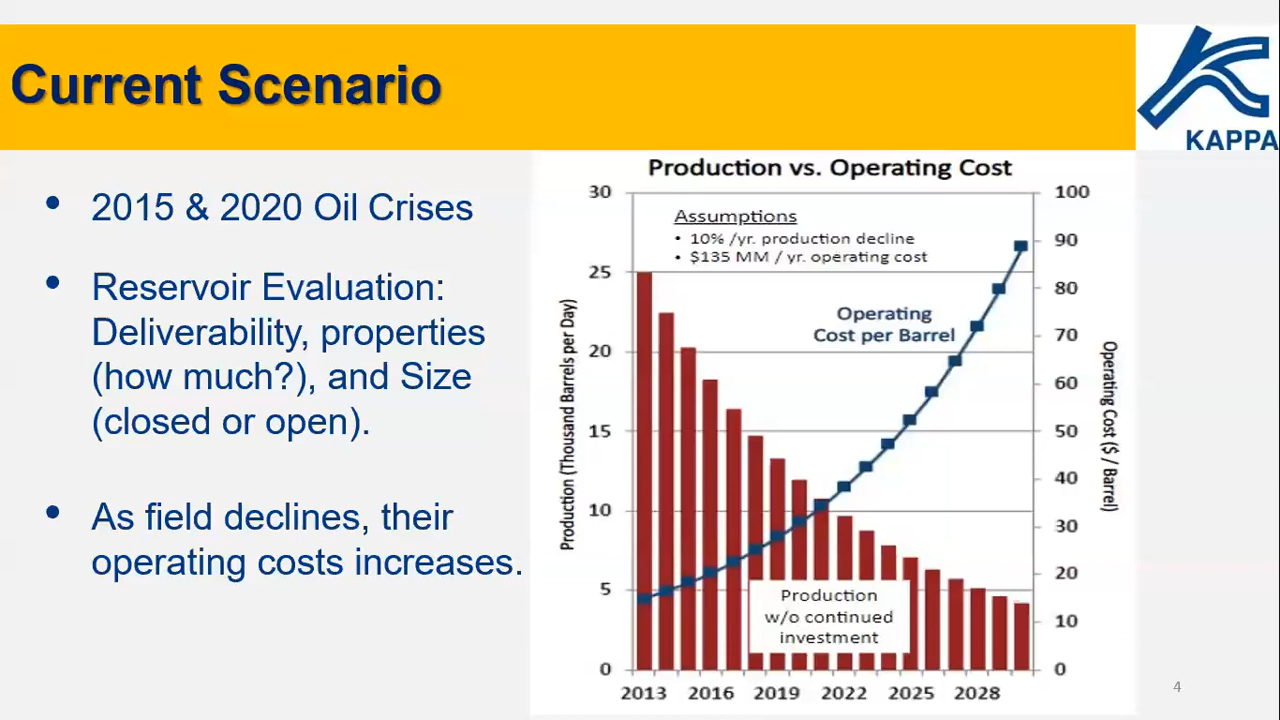 Current Scenario
KAPPA
• 2015 & 2020 Oil Crises
• Reservoir Evaluation:
Deliverability, properties
(how much?), and Size
(closed or open).
• As field declines, their
operating costs increases.
Production vs. Operating Cost
Assumptions
• 10% /yr. production decline
• $135 MM / yr. operating cost
Operating
Cost per Barrel
Production
w/o continued
investment
Production (Thousand Barrels per Day)
30
25
20
15
10
5
0
Operating Cost ($ / Barrel)
100
90
80
70
60
50
40
30
20
10
0
2013 2016 2019 2022 2025 2028
4